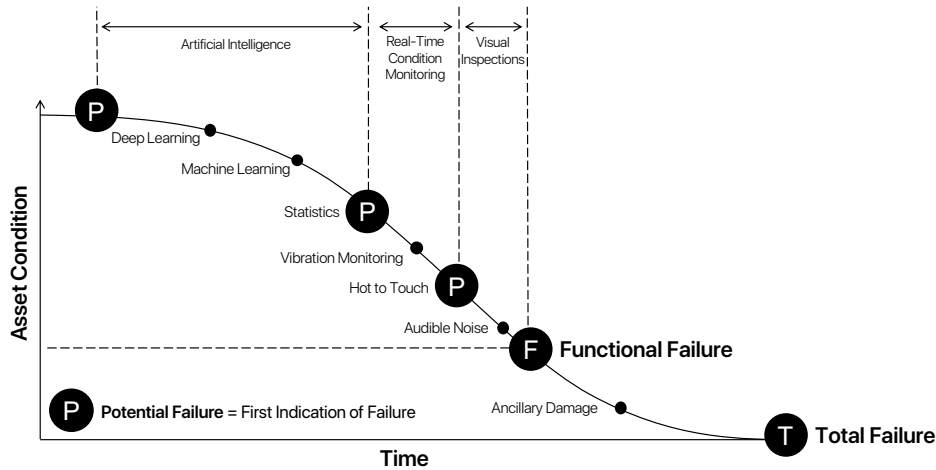 Artificial Intelligence
Real-Time
Condition
Monitoring
Visual
Inspections
P
Deep Learning
Machine Learning
Statistics
P
Vibration Monitoring
Hot to Touch
P
Audible Noise
F
Functional Failure
Ancillary Damage
T
Total Failure
P
Potential Failure = First Indication of Failure
Asset Condition
Time